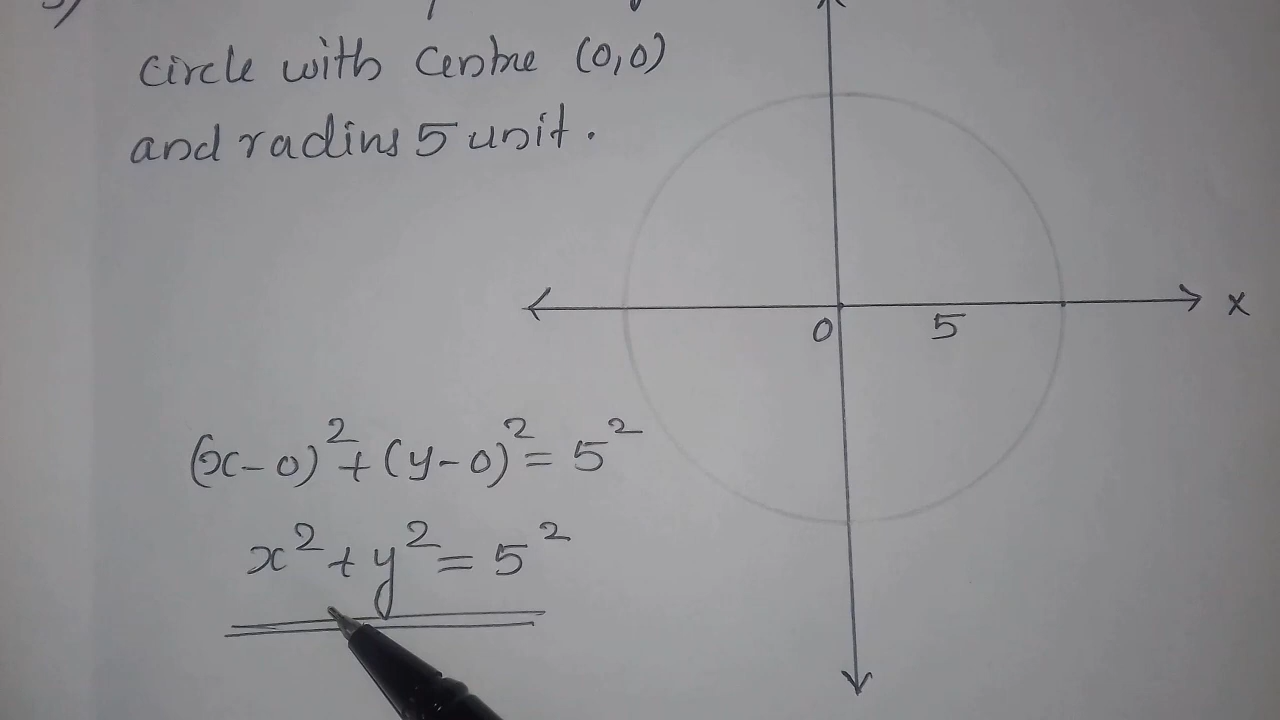 circle with centre (0,0)
and radius 5 unit.
x
0
5
(x-0)² + (y-0)² = 5²
x² + y² = 5²